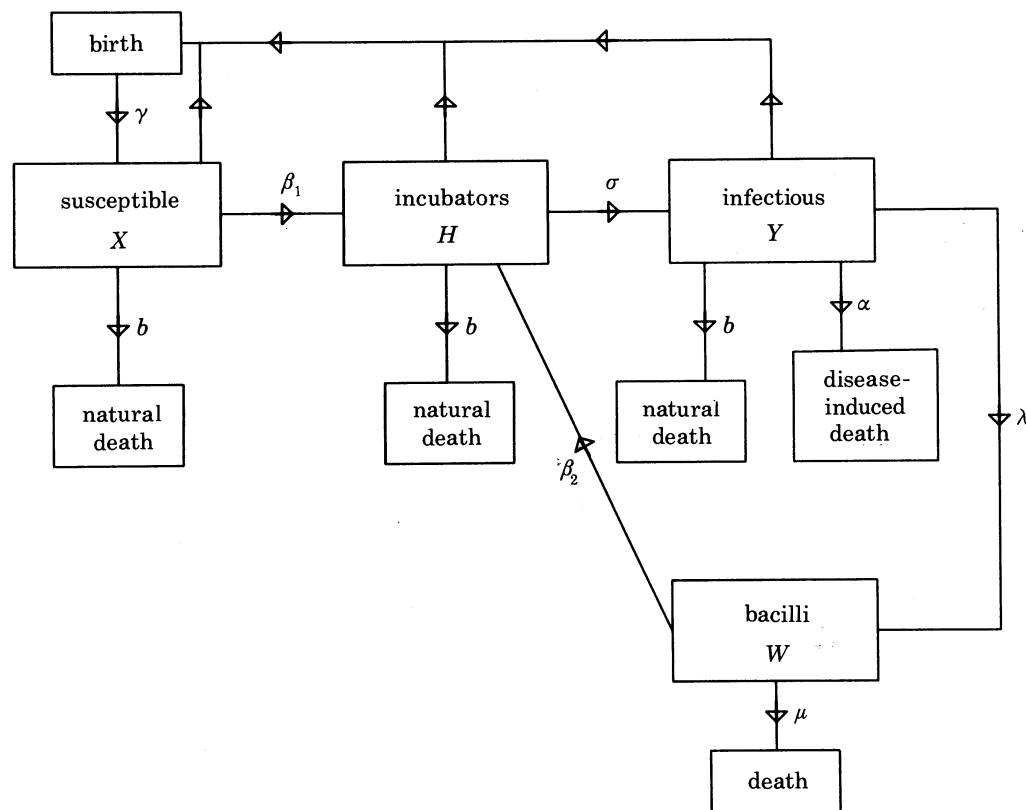 birth
γ
susceptible
X
β₁
incubators
H
σ
infectious
Y
b
b
b
α
natural
death
natural
death
natural
death
disease-
induced
death
λ
β₂
bacilli
W
μ
death